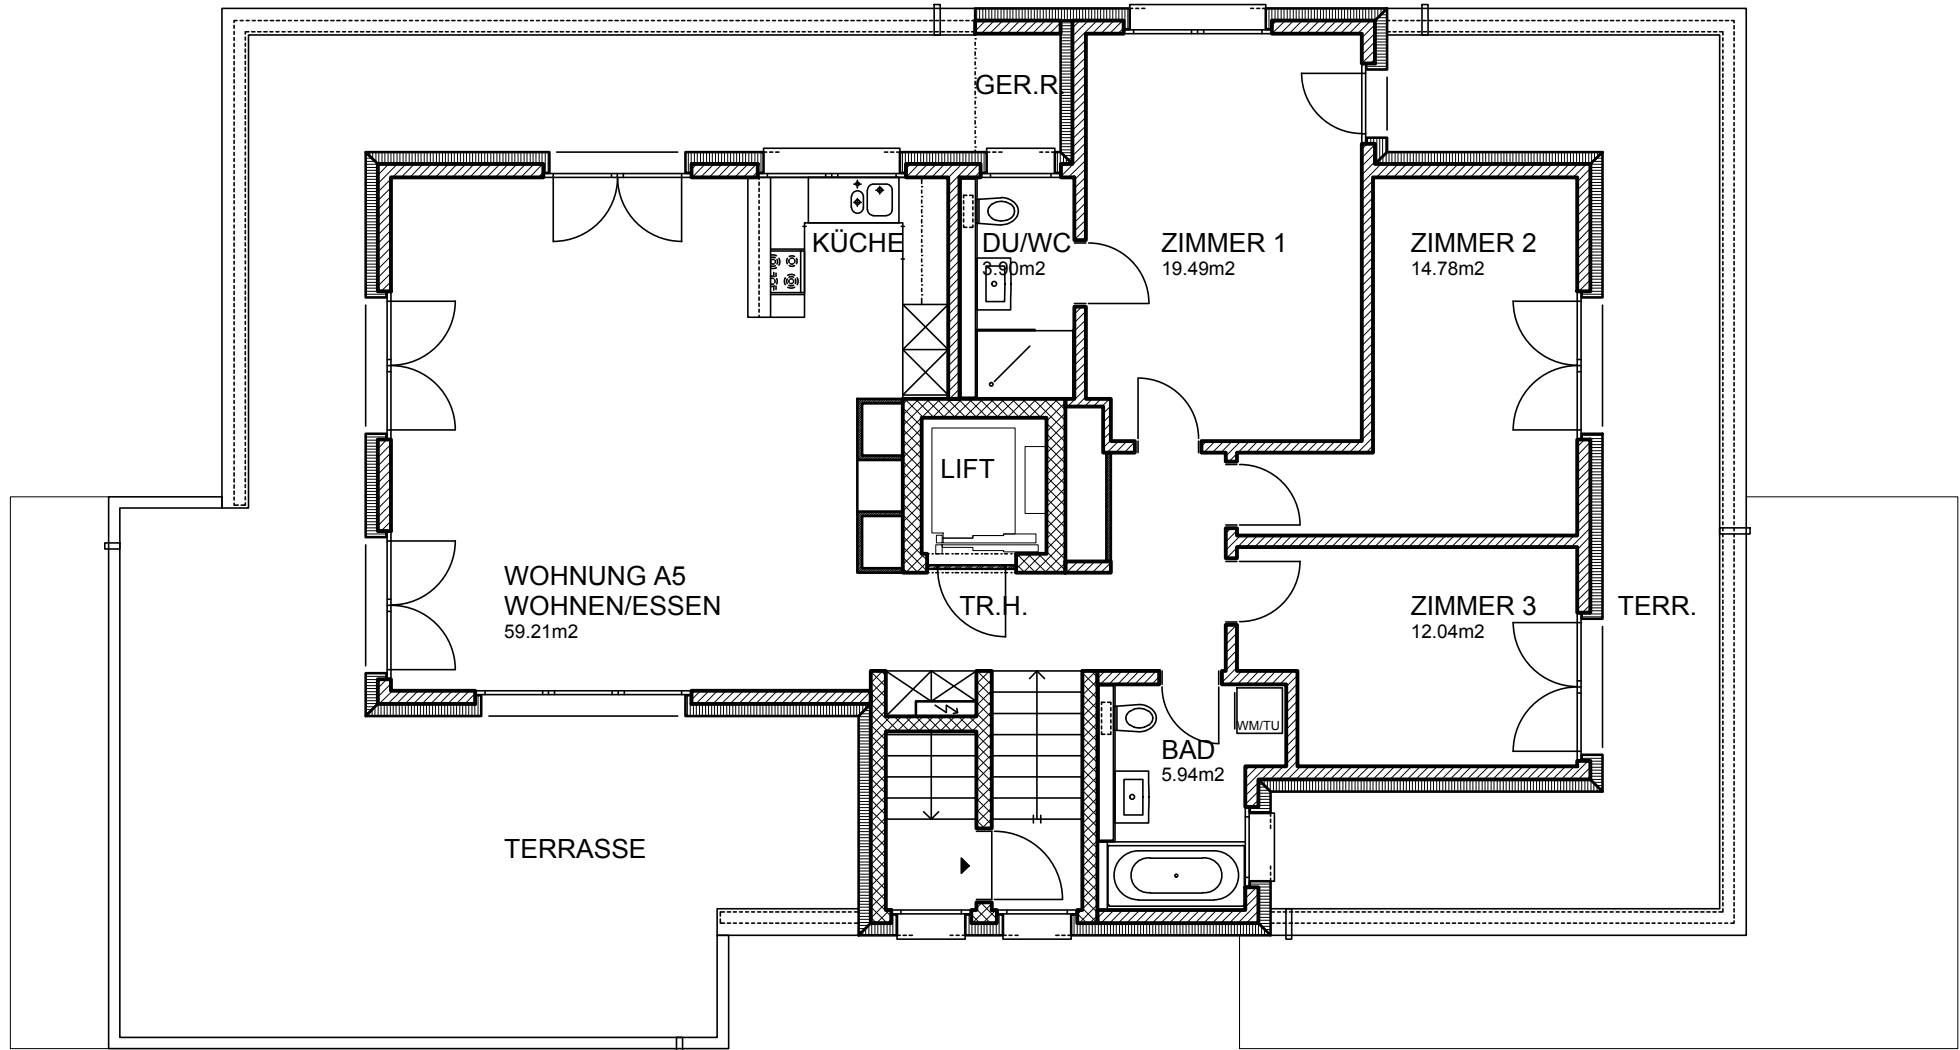 GER.R.
KÜCHE
DU/WC
3.90m2
ZIMMER 1
19.49m2
ZIMMER 2
14.78m2
LIFT
WOHNUNG A5
WOHNEN/ESSEN
59.21m2
TR.H.
ZIMMER 3
12.04m2
TERR.
WM/TU
BAD
5.94m2
TERRASSE